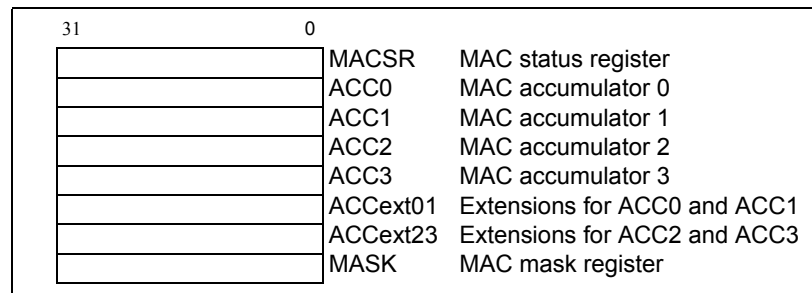 31 0
MACSR MAC status register
ACC0 MAC accumulator 0
ACC1 MAC accumulator 1
ACC2 MAC accumulator 2
ACC3 MAC accumulator 3
ACCext01 Extensions for ACC0 and ACC1
ACCext23 Extensions for ACC2 and ACC3
MASK MAC mask register